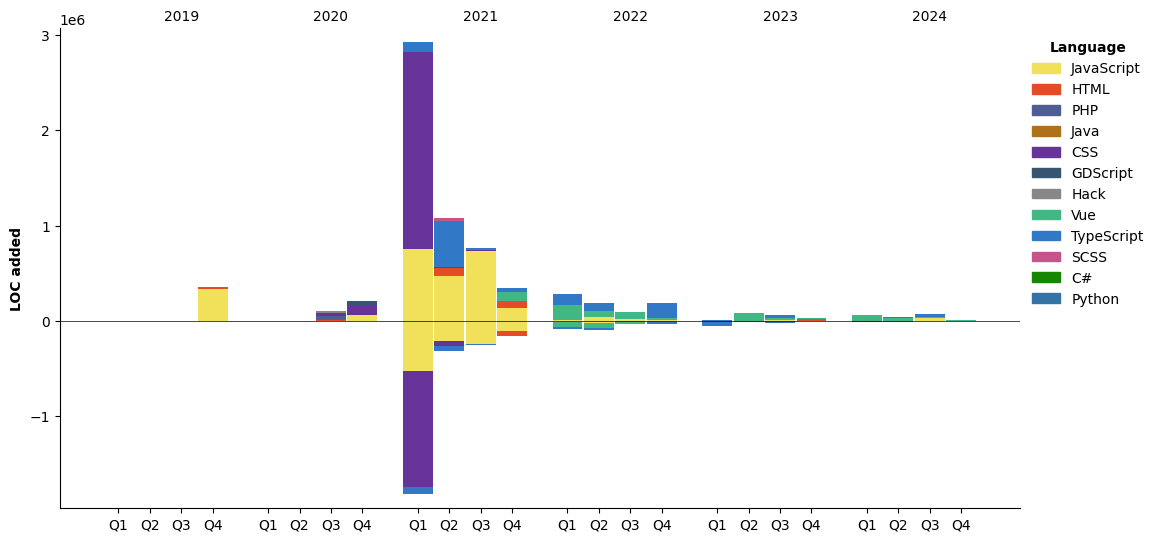 1e6
2019 2020 2021 2022 2023 2024
3
2
1
0
−1
LOC added
Q1 Q2 Q3 Q4 Q1 Q2 Q3 Q4 Q1 Q2 Q3 Q4 Q1 Q2 Q3 Q4 Q1 Q2 Q3 Q4 Q1 Q2 Q3 Q4
Language
JavaScript
HTML
PHP
Java
CSS
GDScript
Hack
Vue
TypeScript
SCSS
C#
Python